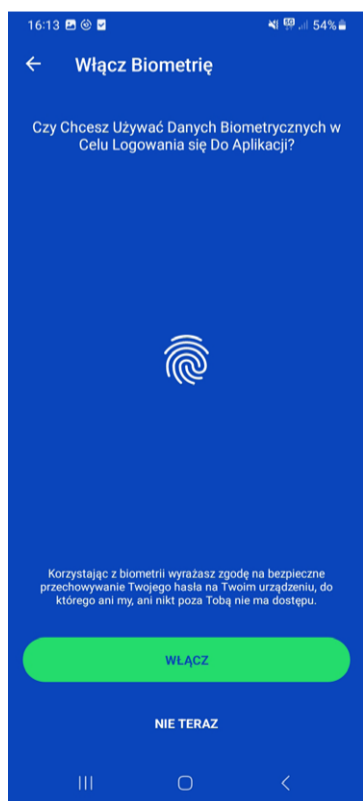 16:13 5G 54%
Włącz Biometrię
Czy Chcesz Używać Danych Biometrycznych w
Celu Logowania się Do Aplikacji?
Korzystając z biometrii wyrażasz zgodę na bezpieczne
przechowywanie Twojego hasła na Twoim urządzeniu, do
którego ani my, ani nikt poza Tobą nie ma dostępu.
WŁĄCZ
NIE TERAZ